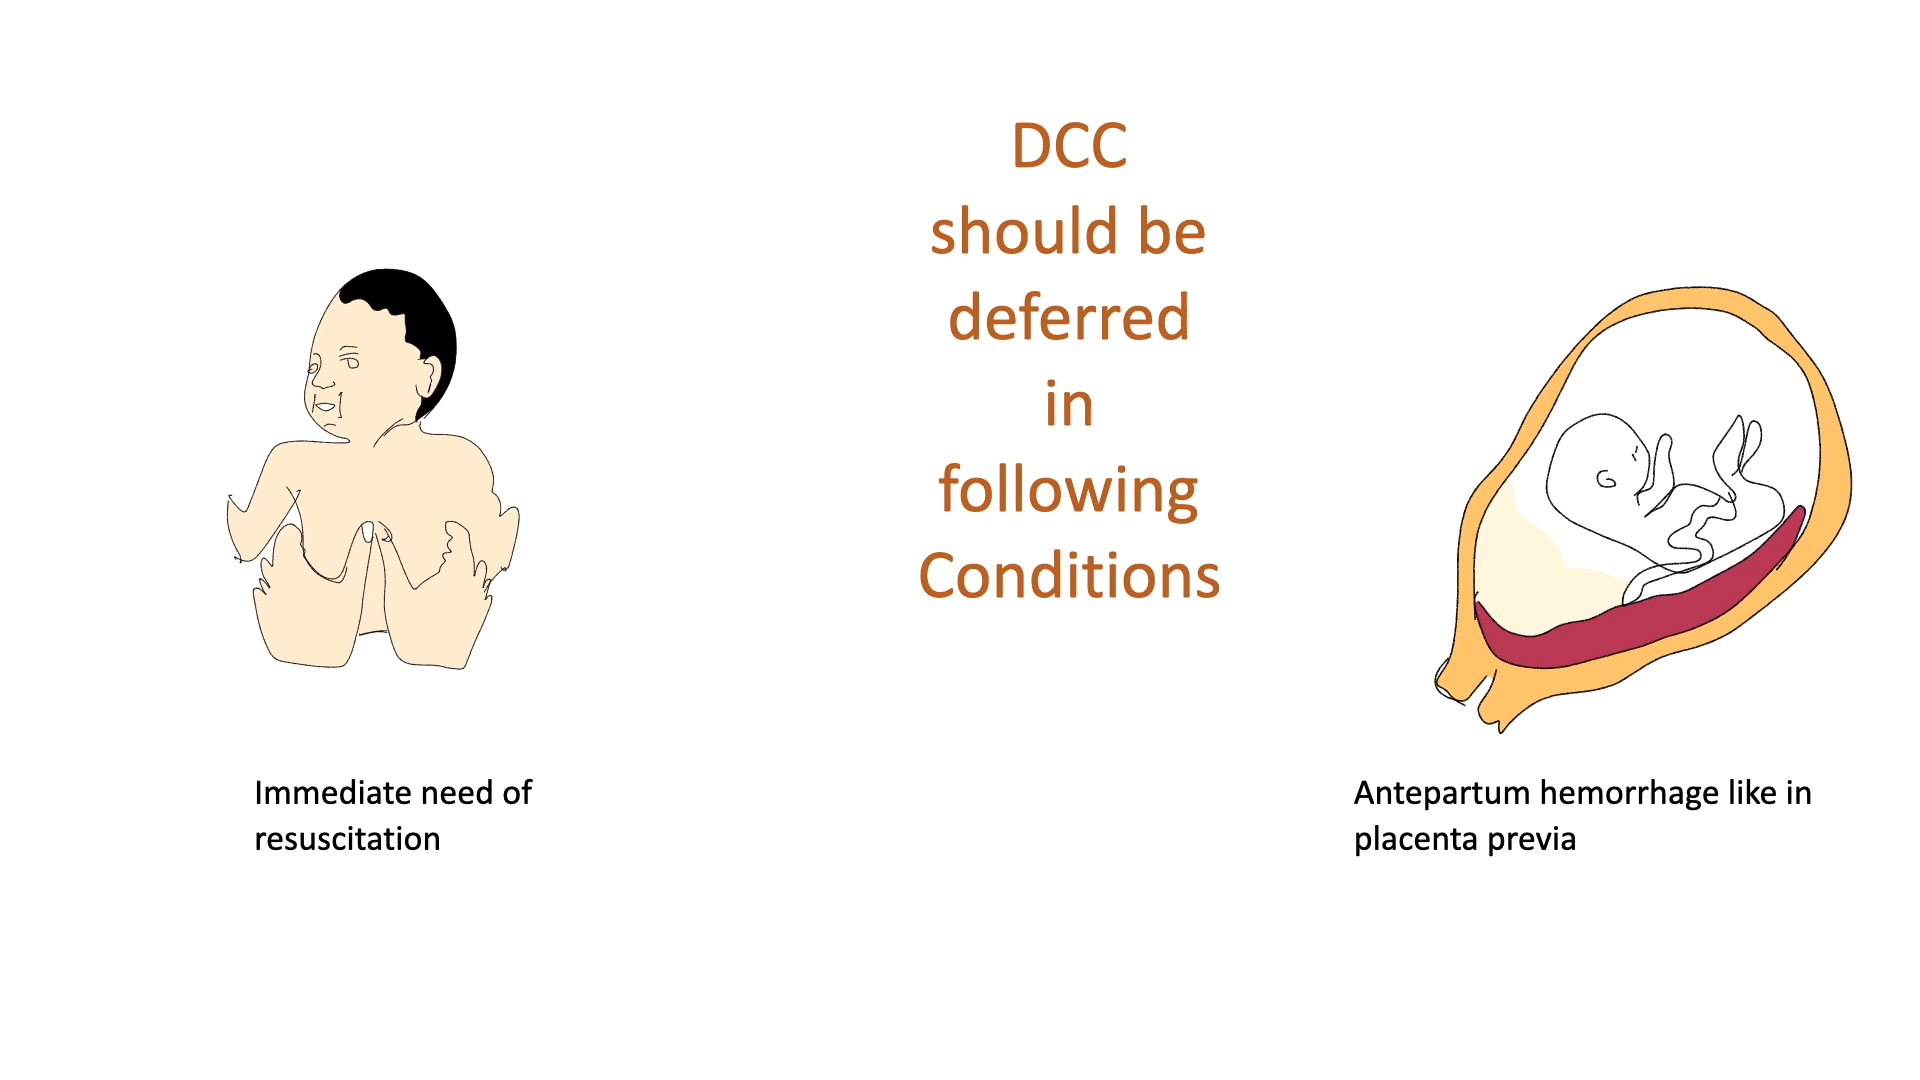 DCC
should be
deferred
in
following
Conditions
Immediate need of
resuscitation
Antepartum hemorrhage like in
placenta previa